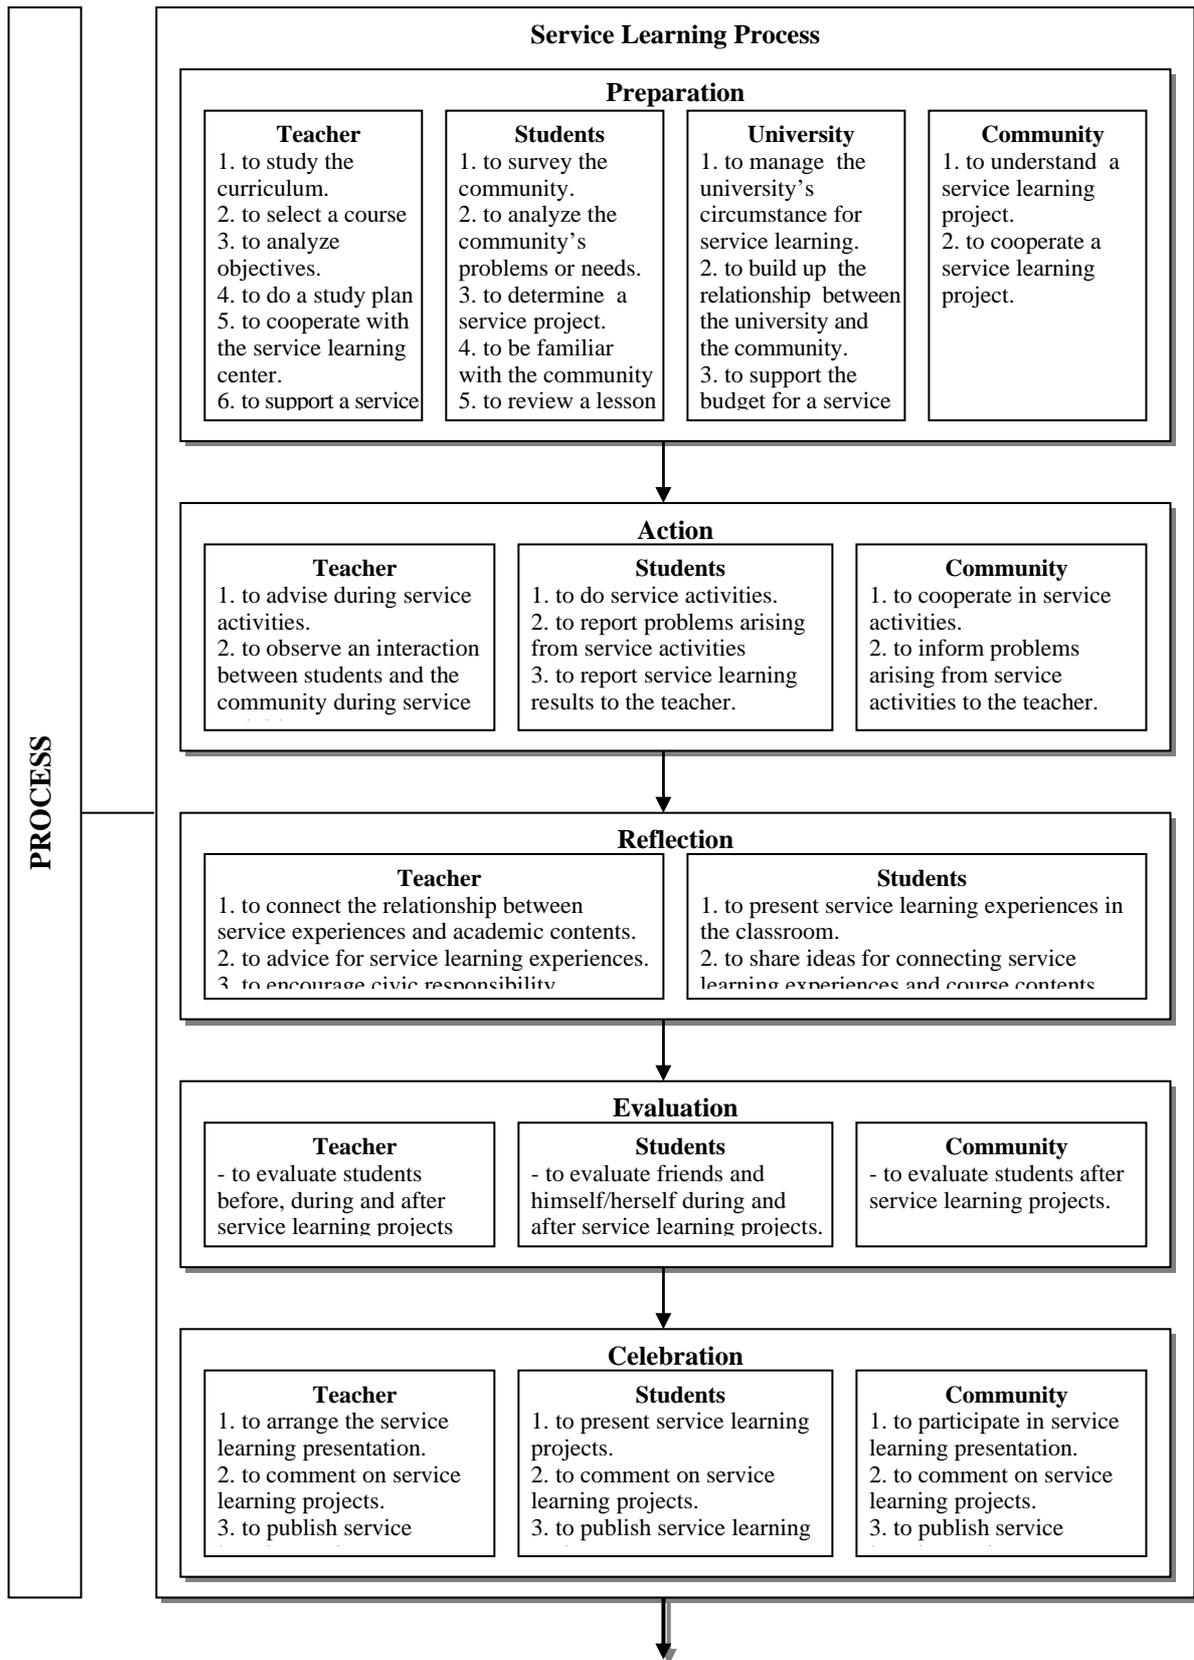 PROCESS
Service Learning Process
Preparation
Teacher
1. to study the
curriculum.
2. to select a course
3. to analyze
objectives.
4. to do a study plan
5. to cooperate with
the service learning
center.
6. to support a service
Students
1. to survey the
community.
2. to analyze the
community’s
problems or needs.
3. to determine a
service project.
4. to be familiar
with the community
5. to review a lesson
University
1. to manage the
university’s
circumstance for
service learning.
2. to build up the
relationship between
the university and
the community.
3. to support the
budget for a service
Community
1. to understand a
service learning
project.
2. to cooperate a
service learning
project.
Action
Teacher
1. to advise during service
activities.
2. to observe an interaction
between students and the
community during service
Students
1. to do service activities.
2. to report problems arising
from service activities
3. to report service learning
results to the teacher.
Community
1. to cooperate in service
activities.
2. to inform problems
arising from service
activities to the teacher.
Reflection
Teacher
1. to connect the relationship between
service experiences and academic contents.
2. to advice for service learning experiences.
3. to encourage civic responsibility
Students
1. to present service learning experiences in
the classroom.
2. to share ideas for connecting service
learning experiences and course contents
Evaluation
Teacher
- to evaluate students
before, during and after
service learning projects
Students
- to evaluate friends and
himself/herself during and
after service learning projects.
Community
- to evaluate students after
service learning projects.
Celebration
Teacher
1. to arrange the service
learning presentation.
2. to comment on service
learning projects.
3. to publish service
Students
1. to present service learning
projects.
2. to comment on service
learning projects.
3. to publish service learning
Community
1. to participate in service
learning presentation.
2. to comment on service
learning projects.
3. to publish service